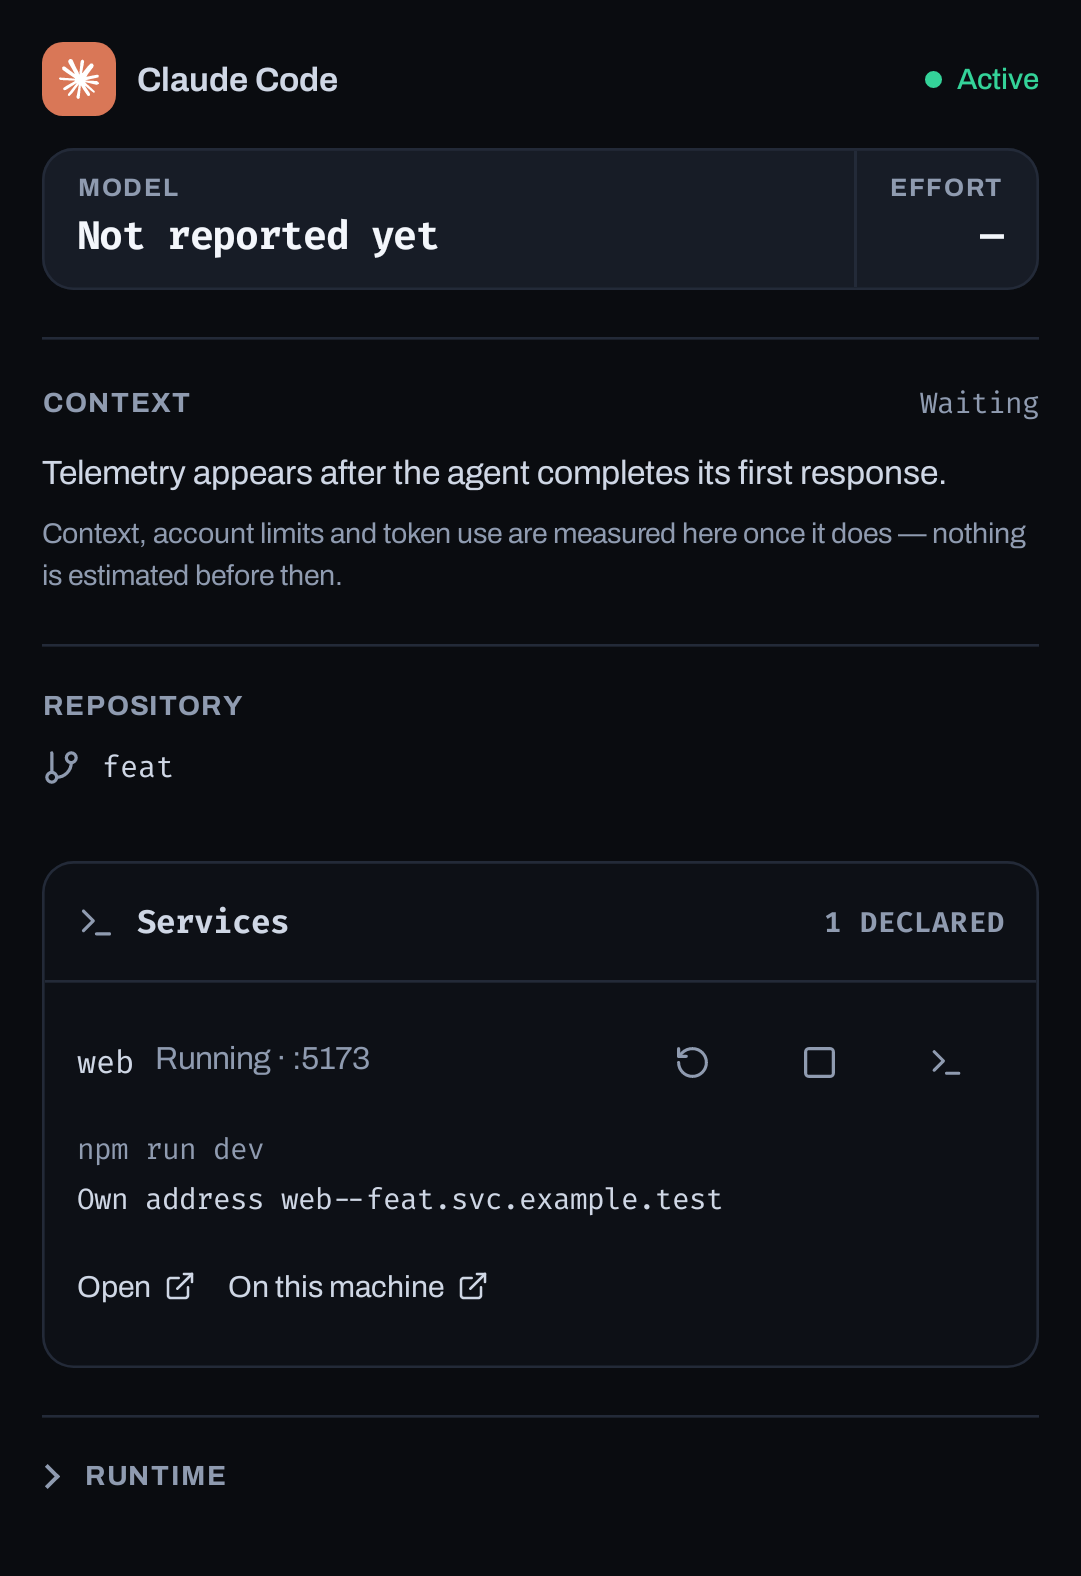 Claude Code
Active
MODEL
EFFORT
Not reported yet
—
CONTEXT
Waiting
Telemetry appears after the agent completes its first response.
Context, account limits and token use are measured here once it does — nothing
is estimated before then.
REPOSITORY
feat
Services
1 DECLARED
web Running · :5173
npm run dev
Own address web--feat.svc.example.test
Open
On this machine
RUNTIME